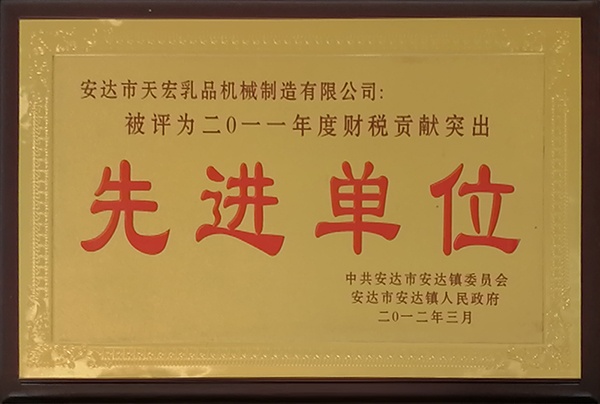 安达市天宏乳品机械制造有限公司:
被评为二0一一年度财税贡献突出
先进单位
中共安达市安达镇委员会
安达市安达镇人民政府
二0一二年三月